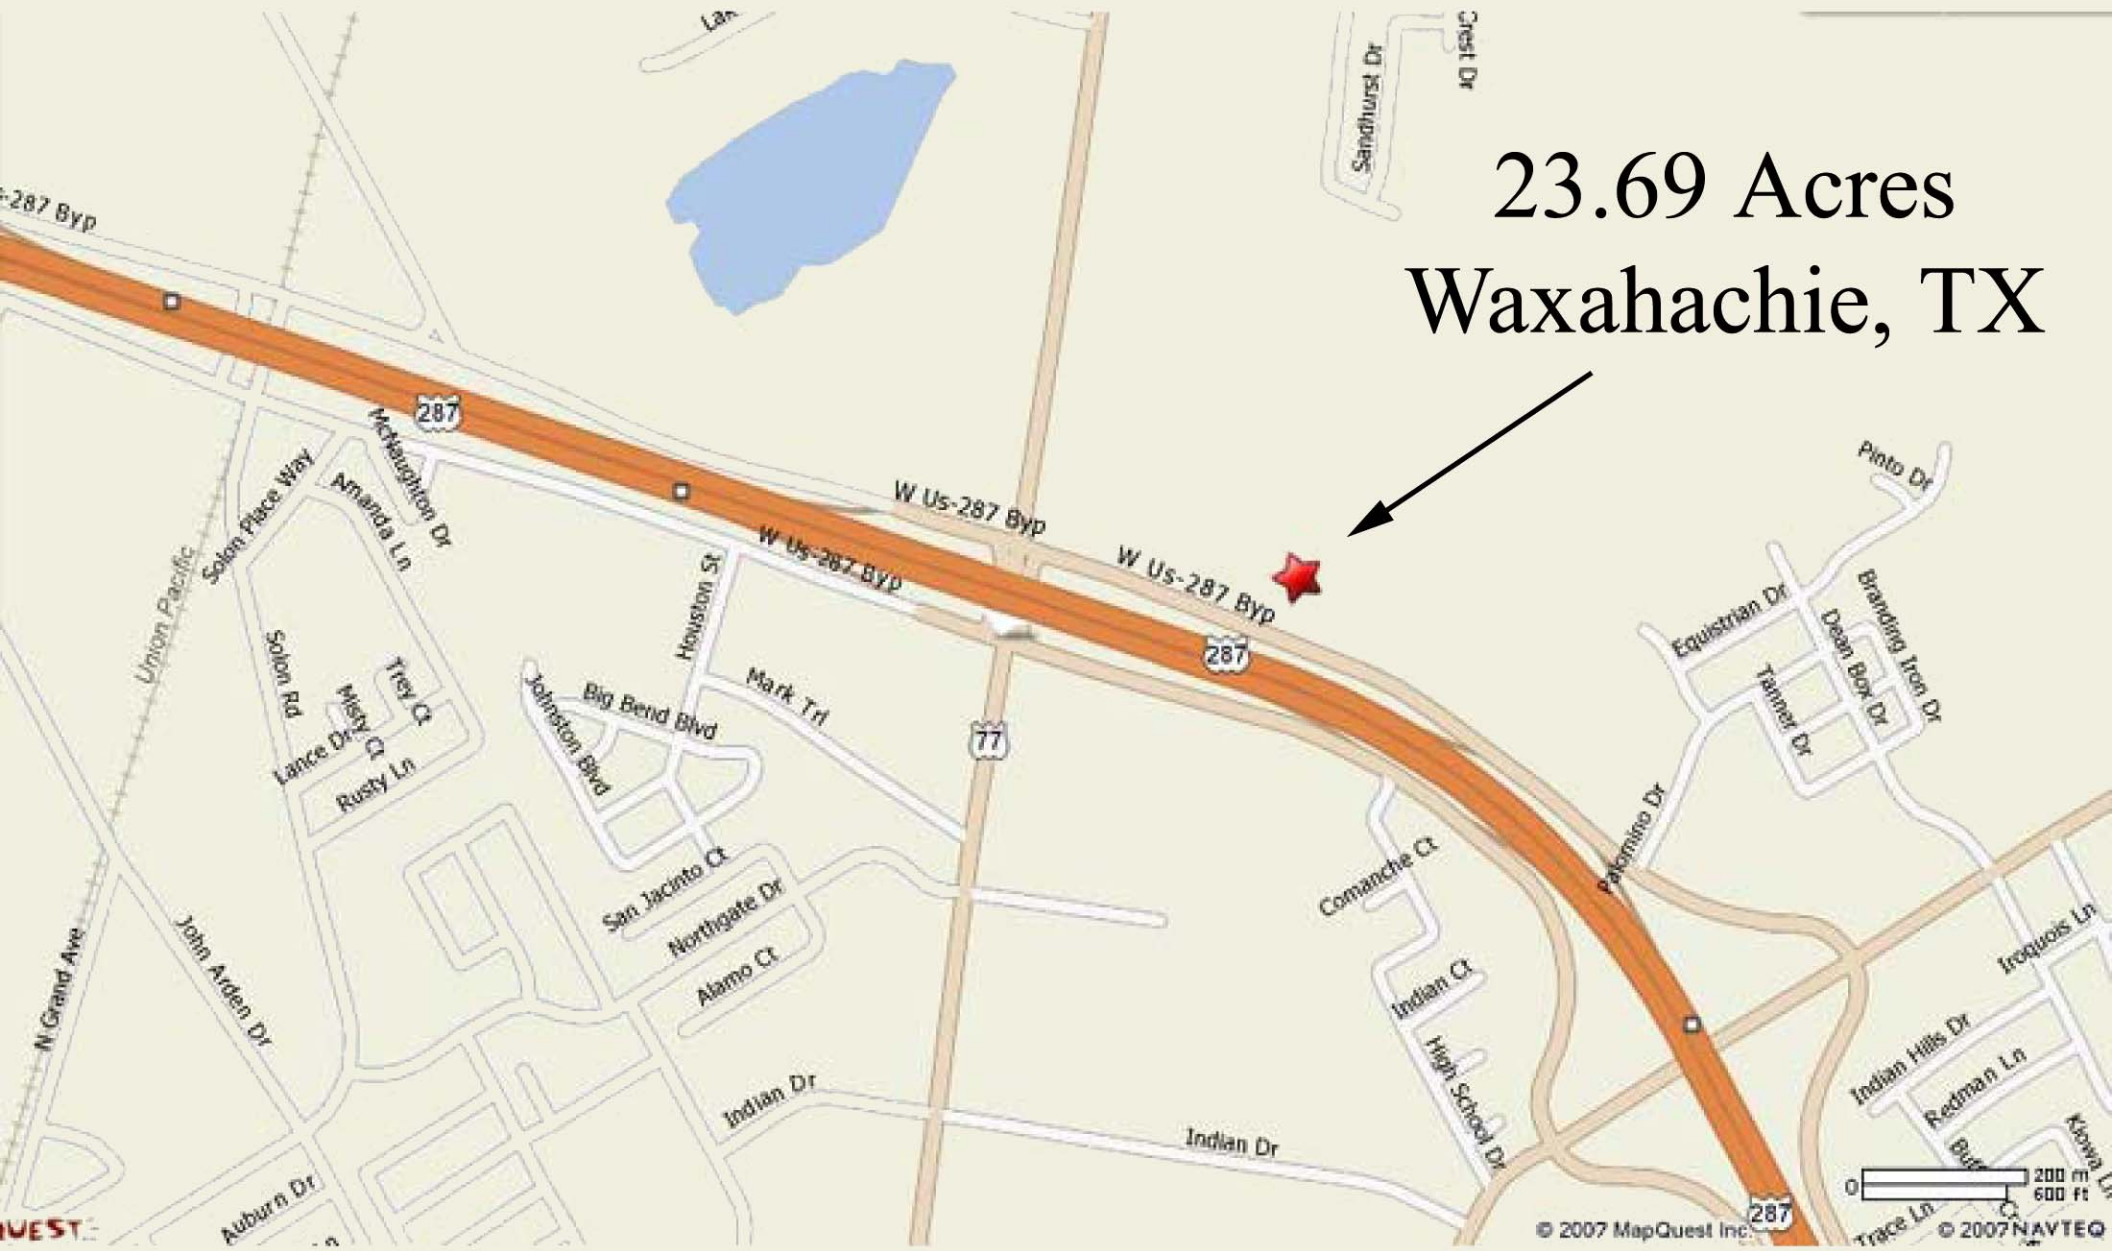 Crest Dr
Sandhurst Dr
23.69 Acres
Waxahachie, TX
-287 Byp
287
McNaughton Dr
Solon Place Way
Amanda Ln
Union Pacific
W Us-287 Byp
W Us-287 Byp
W Us-287 Byp
Pinto Dr
Houston St
287
Equistrian Dr
Branding Iron Dr
Dean Box Dr
Tanner Dr
Solon Rd
Trey Ct
Misty Ct
Lance Dr
Rusty Ln
Johnston Blvd
Big Bend Blvd
Mark Trl
77
Palomino Dr
Comanche Ct
San Jacinto Ct
Northgate Dr
Alamo Ct
John Arden Dr
N Grand Ave
Iroquois Ln
Indian Ct
High School Dr
Indian Hills Dr
Redman Ln
Indian Dr
Indian Dr
Auburn Dr
0
200 m
600 ft
287
Trace Ln
© 2007 MapQuest Inc.
© 2007 NAVTEQ